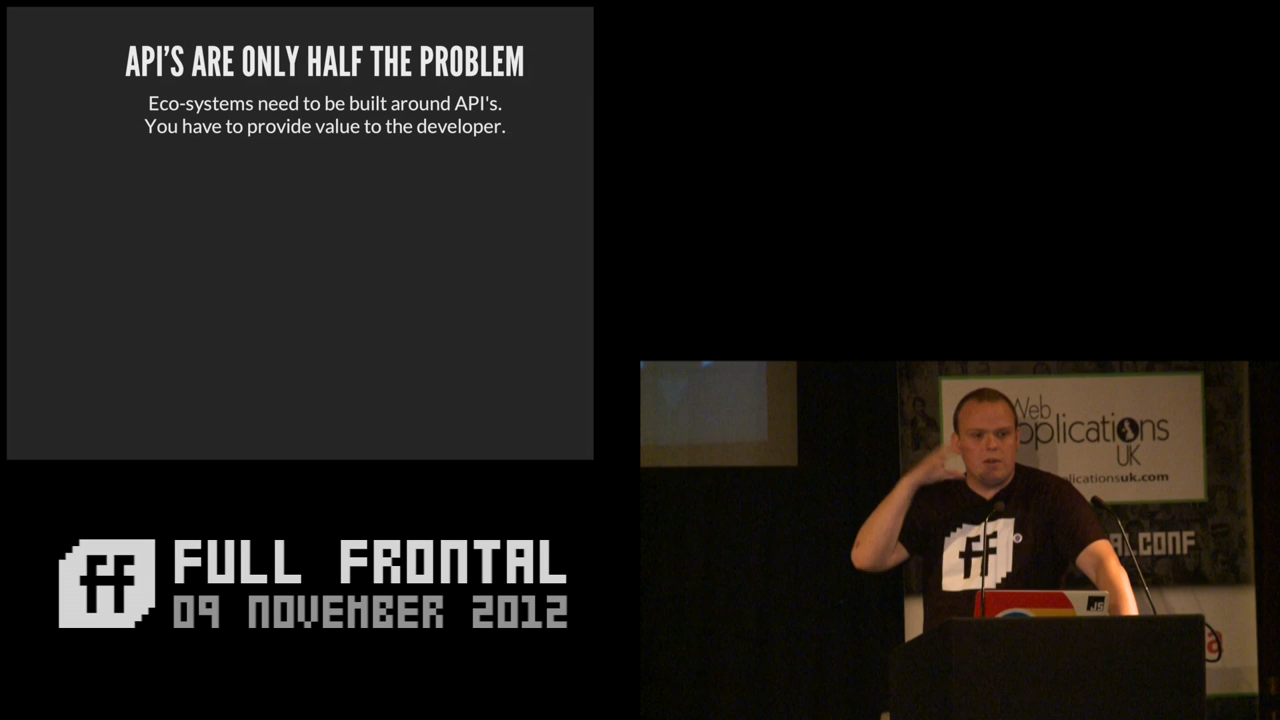 API'S ARE ONLY HALF THE PROBLEM
Eco-systems need to be built around API's.
You have to provide value to the developer.
ff
FULL FRONTAL
09 NOVEMBER 2012
Web
pplications
UK
plicationsuk.com
ff
JS
AL.CONF
a